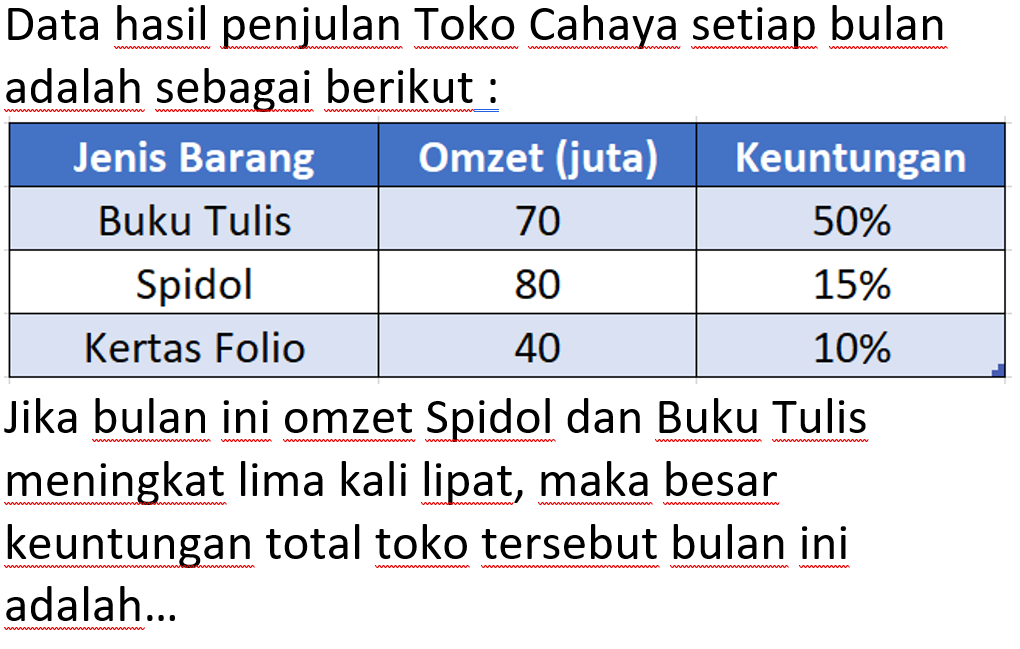 Data hasil penjulan Toko Cahaya setiap bulan
adalah sebagai berikut :
Jenis Barang Omzet (juta) Keuntungan
Buku Tulis 70 50%
Spidol 80 15%
Kertas Folio 40 10%
Jika bulan ini omzet Spidol dan Buku Tulis
meningkat lima kali lipat, maka besar
keuntungan total toko tersebut bulan ini
adalah...